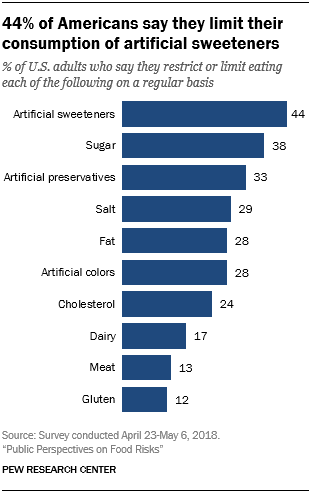 44% of Americans say they limit their
consumption of artificial sweeteners
% of U.S. adults who say they restrict or limit eating
each of the following on a regular basis
Artificial sweeteners 44
Sugar 38
Artificial preservatives 33
Salt 29
Fat 28
Artificial colors 28
Cholesterol 24
Dairy 17
Meat 13
Gluten 12
Source: Survey conducted April 23-May 6, 2018.
“Public Perspectives on Food Risks”
PEW RESEARCH CENTER